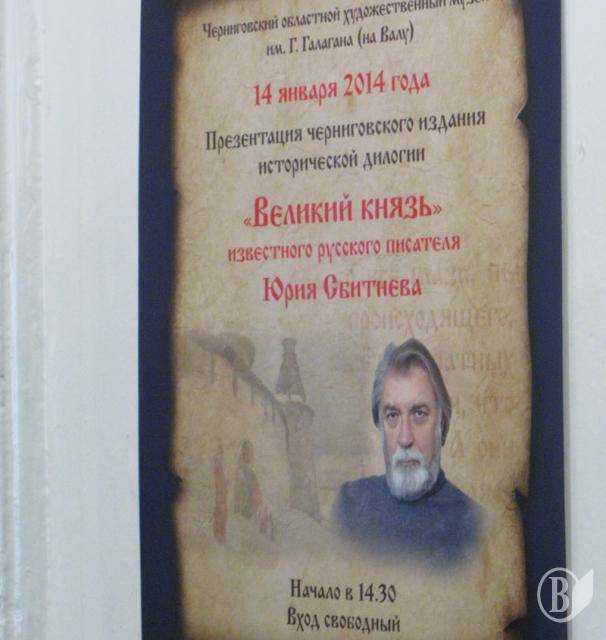 Черниговский областной художественный музей
им. Г. Галагана (на Валу)
14 января 2014 года
Презентация черниговского издания
исторической дилогии
«Великий князь»
известного русского писателя
Юрия Сбитнева
происходящего,
Начало в 14.30
Вход свободный
В